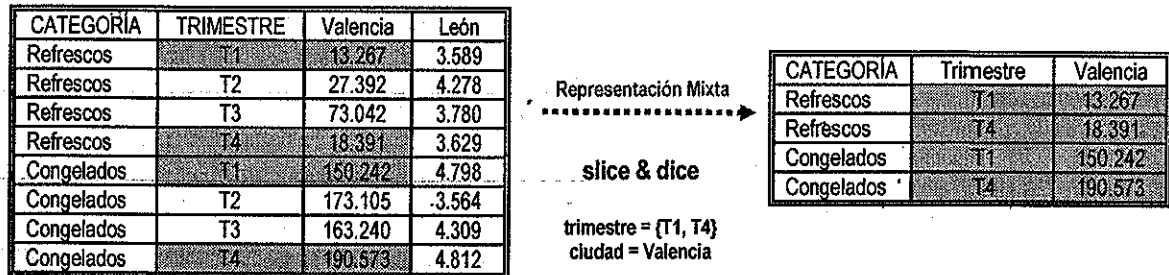 CATEGORÍA TRIMESTRE Valencia León
Refrescos T1 13.267 3.589
Refrescos T2 27.392 4.278
Refrescos T3 73.042 3.780
Refrescos T4 18.391 3.629
Congelados T1 150.242 4.798
Congelados T2 173.105 3.564
Congelados T3 163.240 4.309
Congelados T4 190.573 4.812
Representación Mixta
slice & dice
trimestre = {T1, T4}
ciudad = Valencia
CATEGORÍA Trimestre Valencia
Refrescos T1 13.267
Refrescos T4 18.391
Congelados T1 150.242
Congelados T4 190.573